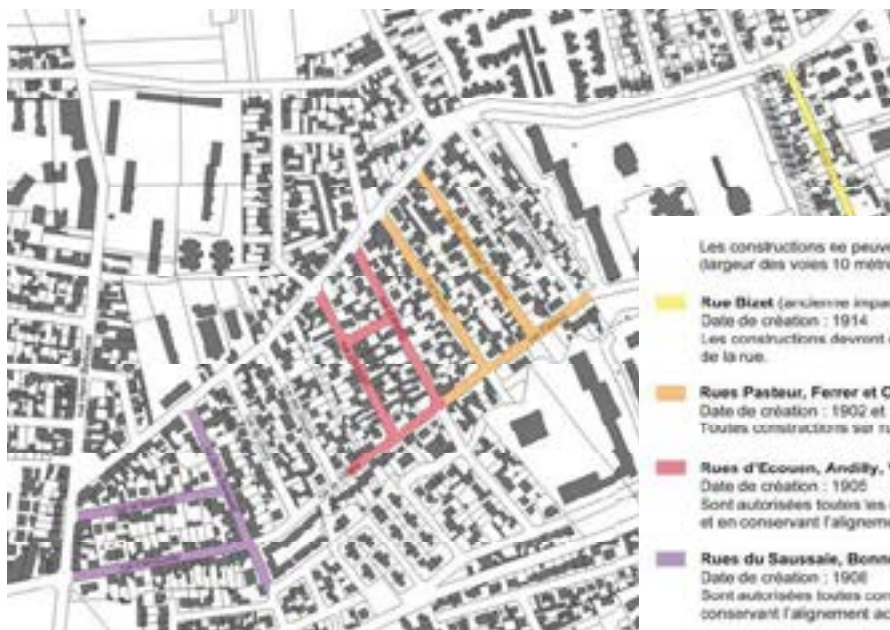 Les constructions ne peuve
(largeur des voies 10 mètre
Rue Bizet (ancienne impa
Date de création : 1914
Les constructions devront
de la rue.
Rues Pasteur, Ferrer et
Date de création : 1902 et
Toutes constructions sur ru
Rues d'Ecouen, Andilly,
Date de création : 1905
Sont autorisées toutes les
et en conservant l'alignem
Rues du Saussaie, Bonn
Date de création : 1908
Sont autorisées toutes con
conservant l'alignement ac